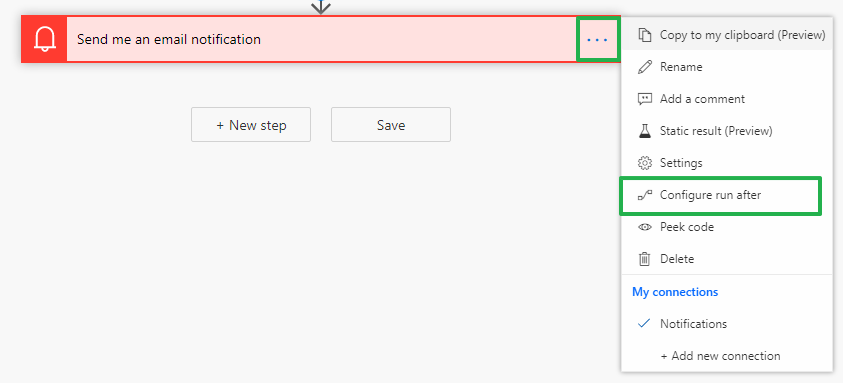 Send me an email notification
...
+ New step
Save
Copy to my clipboard (Preview)
Rename
Add a comment
Static result (Preview)
Settings
Configure run after
Peek code
Delete
My connections
Notifications
+ Add new connection